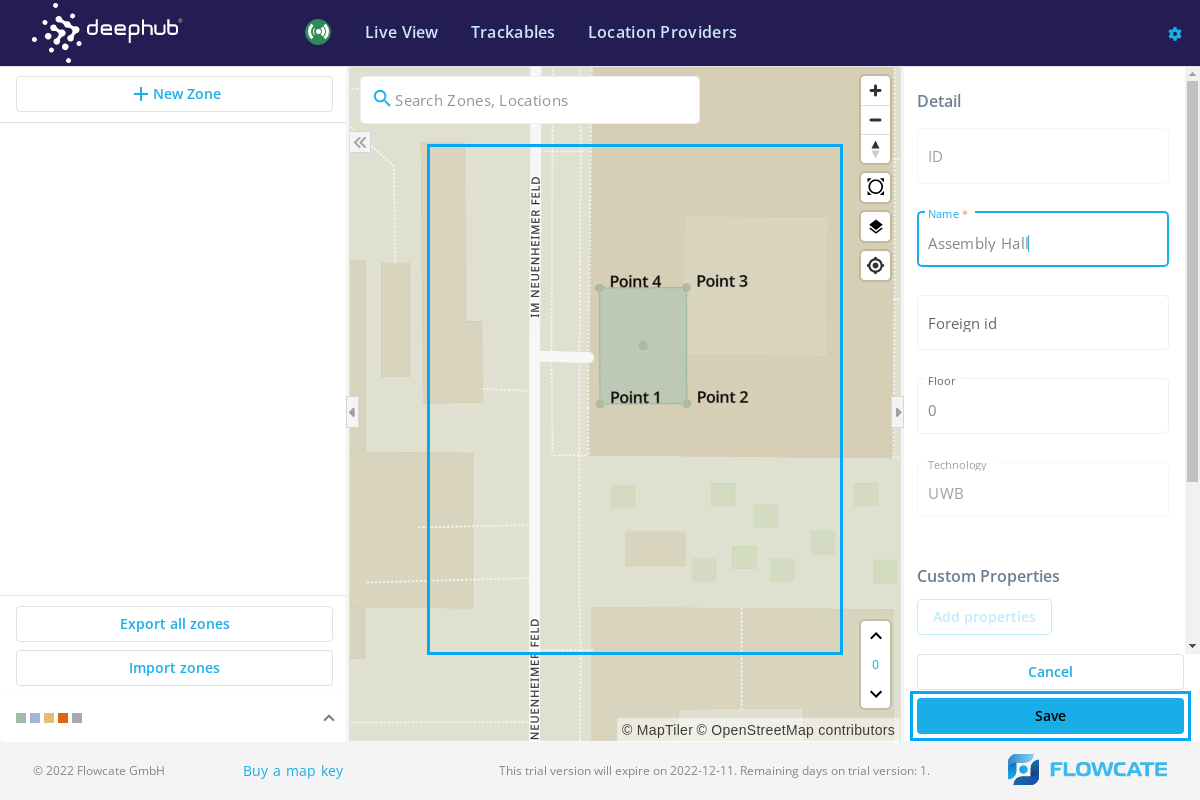 deephub®
Live View
Trackables
Location Providers
New Zone
Search Zones, Locations
IM NEUENHEIMER FELD
Point 4
Point 3
Point 1
Point 2
NEUENHEIMER FELD
0
© MapTiler © OpenStreetMap contributors
Export all zones
Import zones
Detail
ID
Name *
Assembly Hall
Foreign id
Floor
0
Technology
UWB
Custom Properties
Add properties
Cancel
Save
© 2022 Flowcate GmbH
Buy a map key
This trial version will expire on 2022-12-11. Remaining days on trial version: 1.
FLOWCATE